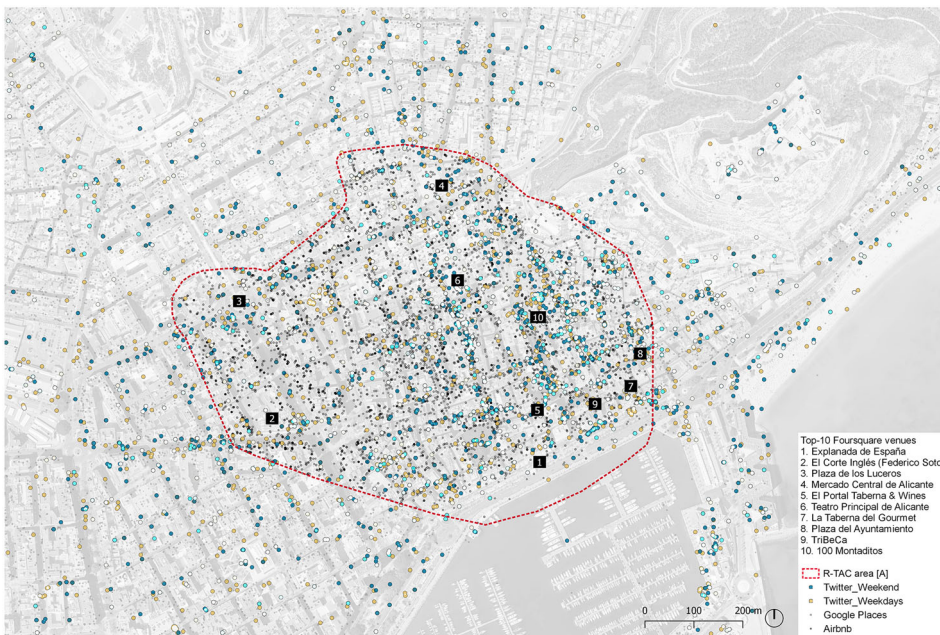 4
3
6
10
8
7
5
9
2
1
Top-10 Foursquare venues
1. Explanada de España
2. El Corte Inglés (Federico Soto
3. Plaza de los Luceros
4. Mercado Central de Alicante
5. El Portal Taberna & Wines
6. Teatro Principal de Alicante
7. La Taberna del Gourmet
8. Plaza del Ayuntamiento
9. TriBeCa
10. 100 Montaditos
R-TAC area [A]
Twitter_Weekend
Twitter_Weekdays
Google Places
Airbnb
0 100 200 m